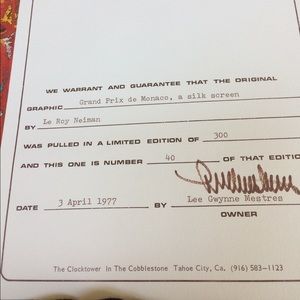 WE WARRANT AND GUARANTEE THAT THE ORIGINAL
GRAPHIC Grand Prix de Monaco, a silk screen
BY Le Roy Neiman
WAS PULLED IN A LIMITED EDITION OF 300
AND THIS ONE IS NUMBER 40 OF THAT EDITIO
DATE 3 April 1977 BY Lee Gwynne Mestres
OWNER
The Clocktower In The Cobblestone Tahoe City, Ca. (916) 583-1123